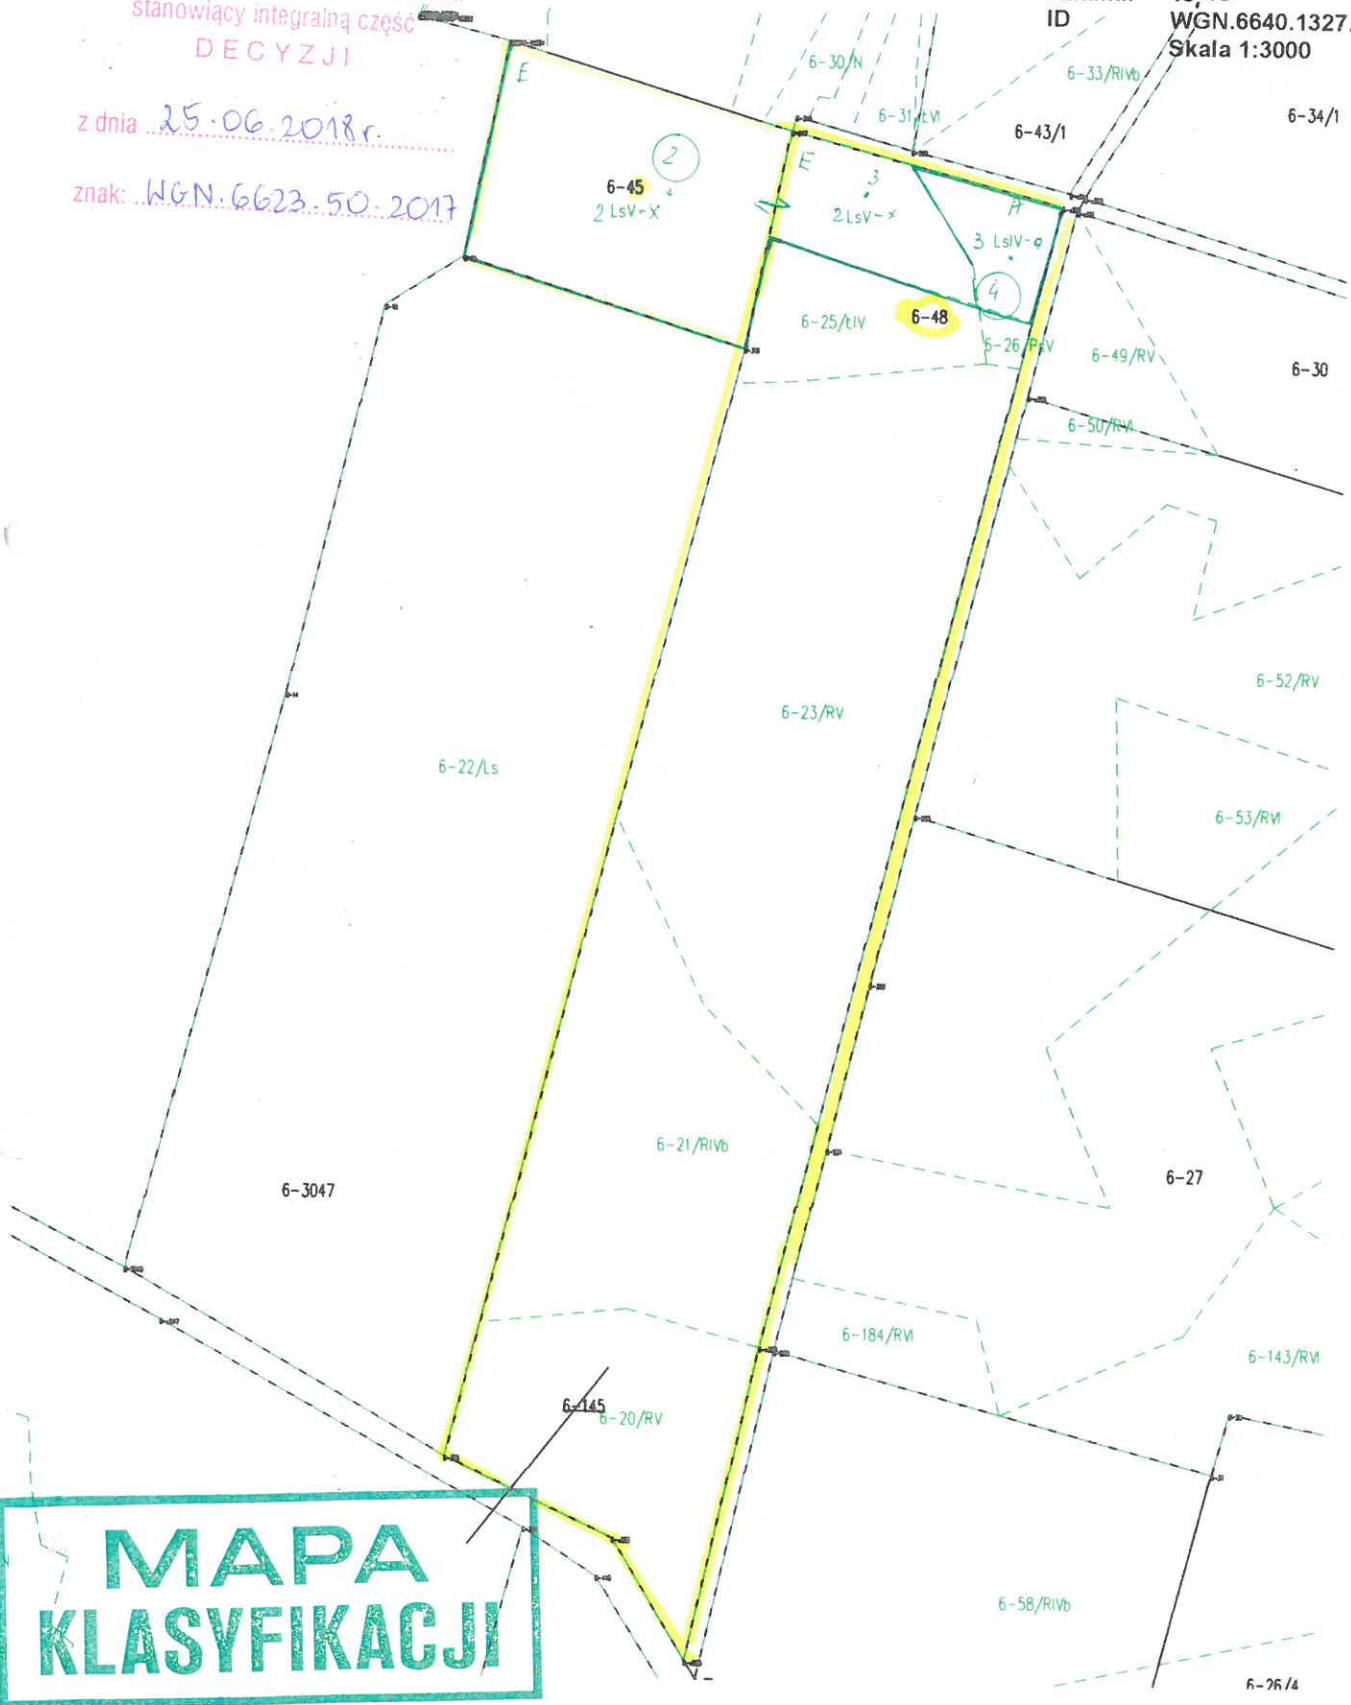 stanowiący integralną część
DECYZJI
z dnia 25.06.2018r.
znak: WGN.6623.50.2017
ID WGN.6640.1327.
Skala 1:3000
6-30/N
6-33/RIVb
6-31/ŁVI
6-43/1
6-34/1
E
2
6-45
2 LsV-x
E
N
3
2LsV-x
A
3 LsIV-
4
6-25/ŁIV
6-48
6-26/PsV
6-49/RV
6-30
6-50/RVI
6-52/RV
6-23/RV
6-22/Ls
6-53/RVI
6-21/RIVb
6-27
6-3047
6-184/RVI
6-143/RVI
6-145
6-20/RV
MAPA
KLASYFIKACJI
6-58/RIVb
6-26/4